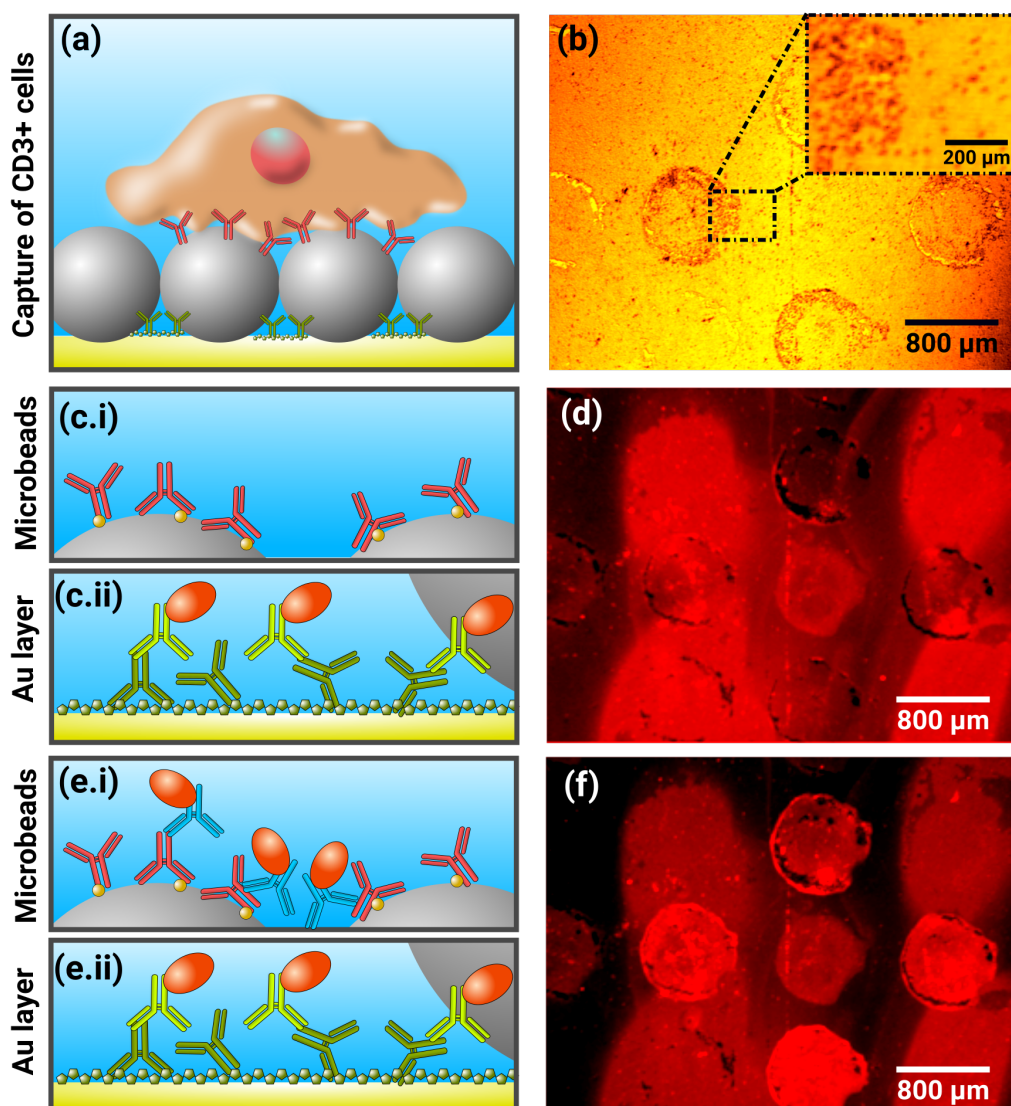 Capture of CD3+ cells
(a)
(b)
200 µm
800 µm
Microbeads
(c.i)
(d)
Au layer
(c.ii)
800 µm
Microbeads
(e.i)
(f)
Au layer
(e.ii)
800 µm